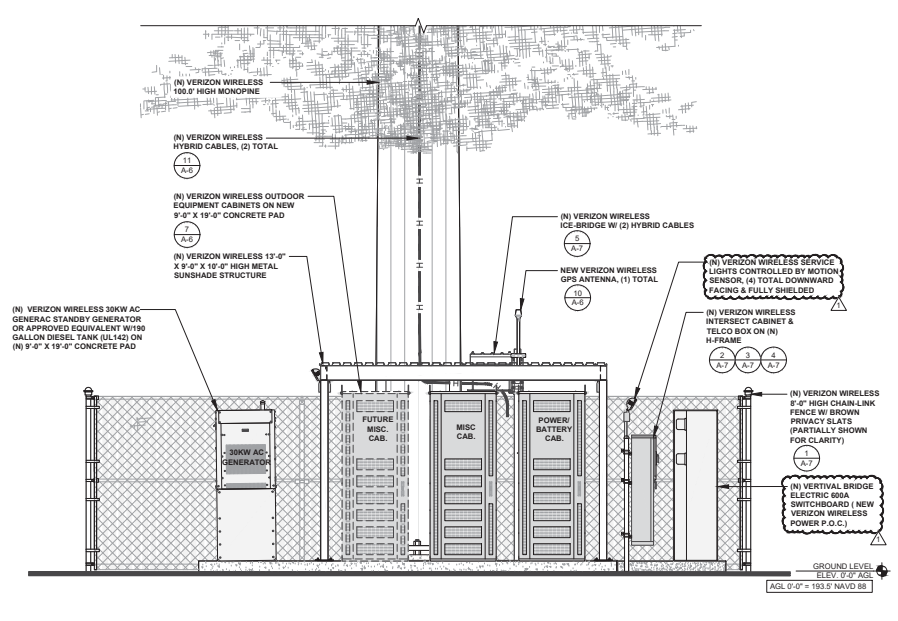 (N) VERIZON WIRELESS
100.0' HIGH MONOPINE
(N) VERIZON WIRELESS
HYBRID CABLES, (2) TOTAL
11
A-6
(N) VERIZON WIRELESS OUTDOOR
EQUIPMENT CABINETS ON NEW
9'-0" X 19'-0" CONCRETE PAD
7
A-6
(N) VERIZON WIRELESS 13'-0"
X 9'-0" X 10'-0" HIGH METAL
SUNSHADE STRUCTURE
(N) VERIZON WIRELESS 30KW AC
GENERAC STANDBY GENERATOR
OR APPROVED EQUIVALENT W/190
GALLON DIESEL TANK (UL142) ON
(N) 9'-0" X 19'-0" CONCRETE PAD
(N) VERIZON WIRELESS
ICE-BRIDGE W/ (2) HYBRID CABLES
5
A-7
NEW VERIZON WIRELESS
GPS ANTENNA, (1) TOTAL
10
A-6
(N) VERIZON WIRELESS SERVICE
LIGHTS CONTROLLED BY MOTION
SENSOR, (4) TOTAL DOWNWARD
FACING & FULLY SHIELDED
1
(N) VERIZON WIRELESS
INTERSECT CABINET &
TELCO BOX ON (N)
H-FRAME
2 3 4
A-7 A-7 A-7
(N) VERIZON WIRELESS
8'-0" HIGH CHAIN-LINK
FENCE W/ BROWN
PRIVACY SLATS
(PARTIALLY SHOWN
FOR CLARITY)
1
A-7
(N) VERTIVAL BRIDGE
ELECTRIC 600A
SWITCHBOARD ( NEW
VERIZON WIRELESS
POWER P.O.C.)
1
30KW AC
GENERATOR
FUTURE
MISC.
CAB.
MISC
CAB.
POWER/
BATTERY
CAB.
H
H
H
H
GROUND LEVEL
ELEV. 0'-0" AGL
AGL 0'-0" = 193.5' NAVD 88